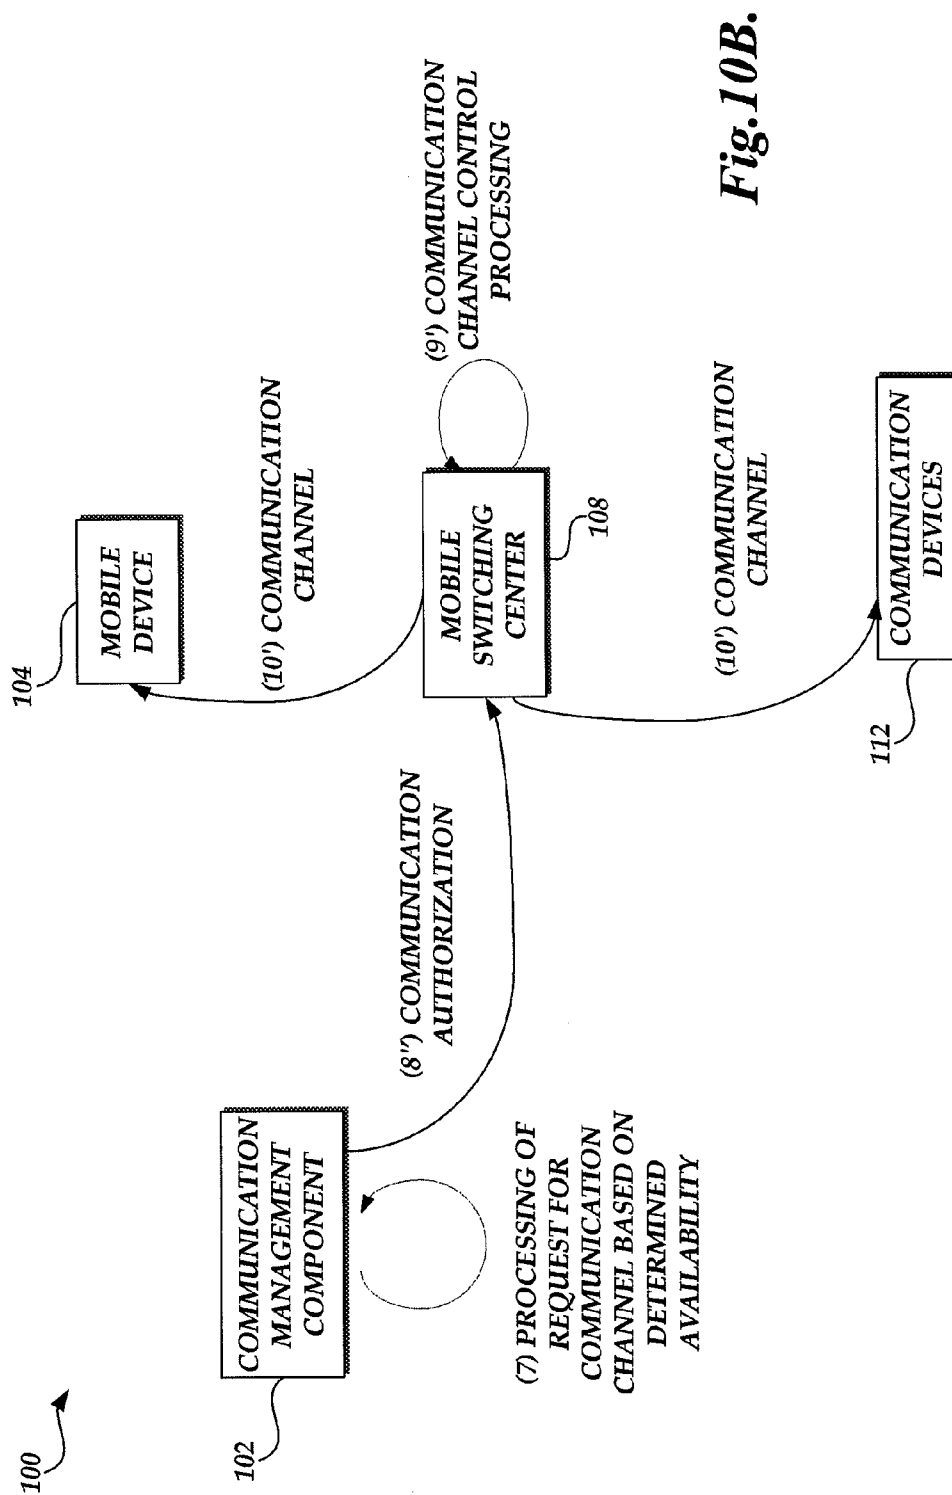 100
102
COMMUNICATION
MANAGEMENT
COMPONENT
(7) PROCESSING OF
REQUEST FOR
COMMUNICATION
CHANNEL BASED ON
DETERMINED
AVAILABILITY
(8") COMMUNICATION
AUTHORIZATION
104
MOBILE
DEVICE
(10') COMMUNICATION
CHANNEL
MOBILE
SWITCHING
CENTER
108
(9') COMMUNICATION
CHANNEL CONTROL
PROCESSING
(10') COMMUNICATION
CHANNEL
112
COMMUNICATION
DEVICES
Fig.10B.